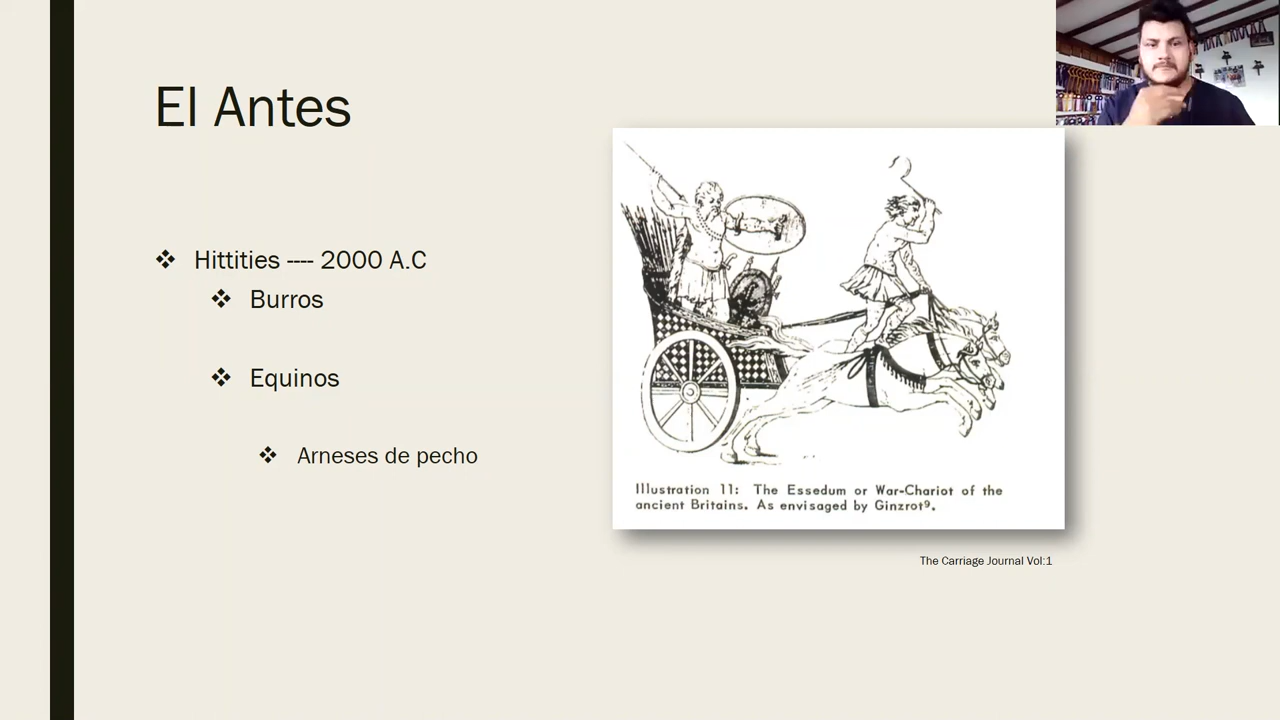 El Antes
Hittities ---- 2000 A.C
Burros
Equinos
Arneses de pecho
Illustration 11: The Essedum or War-Chariot of the
ancient Britains. As envisaged by Ginzrot⁹.
The Carriage Journal Vol:1